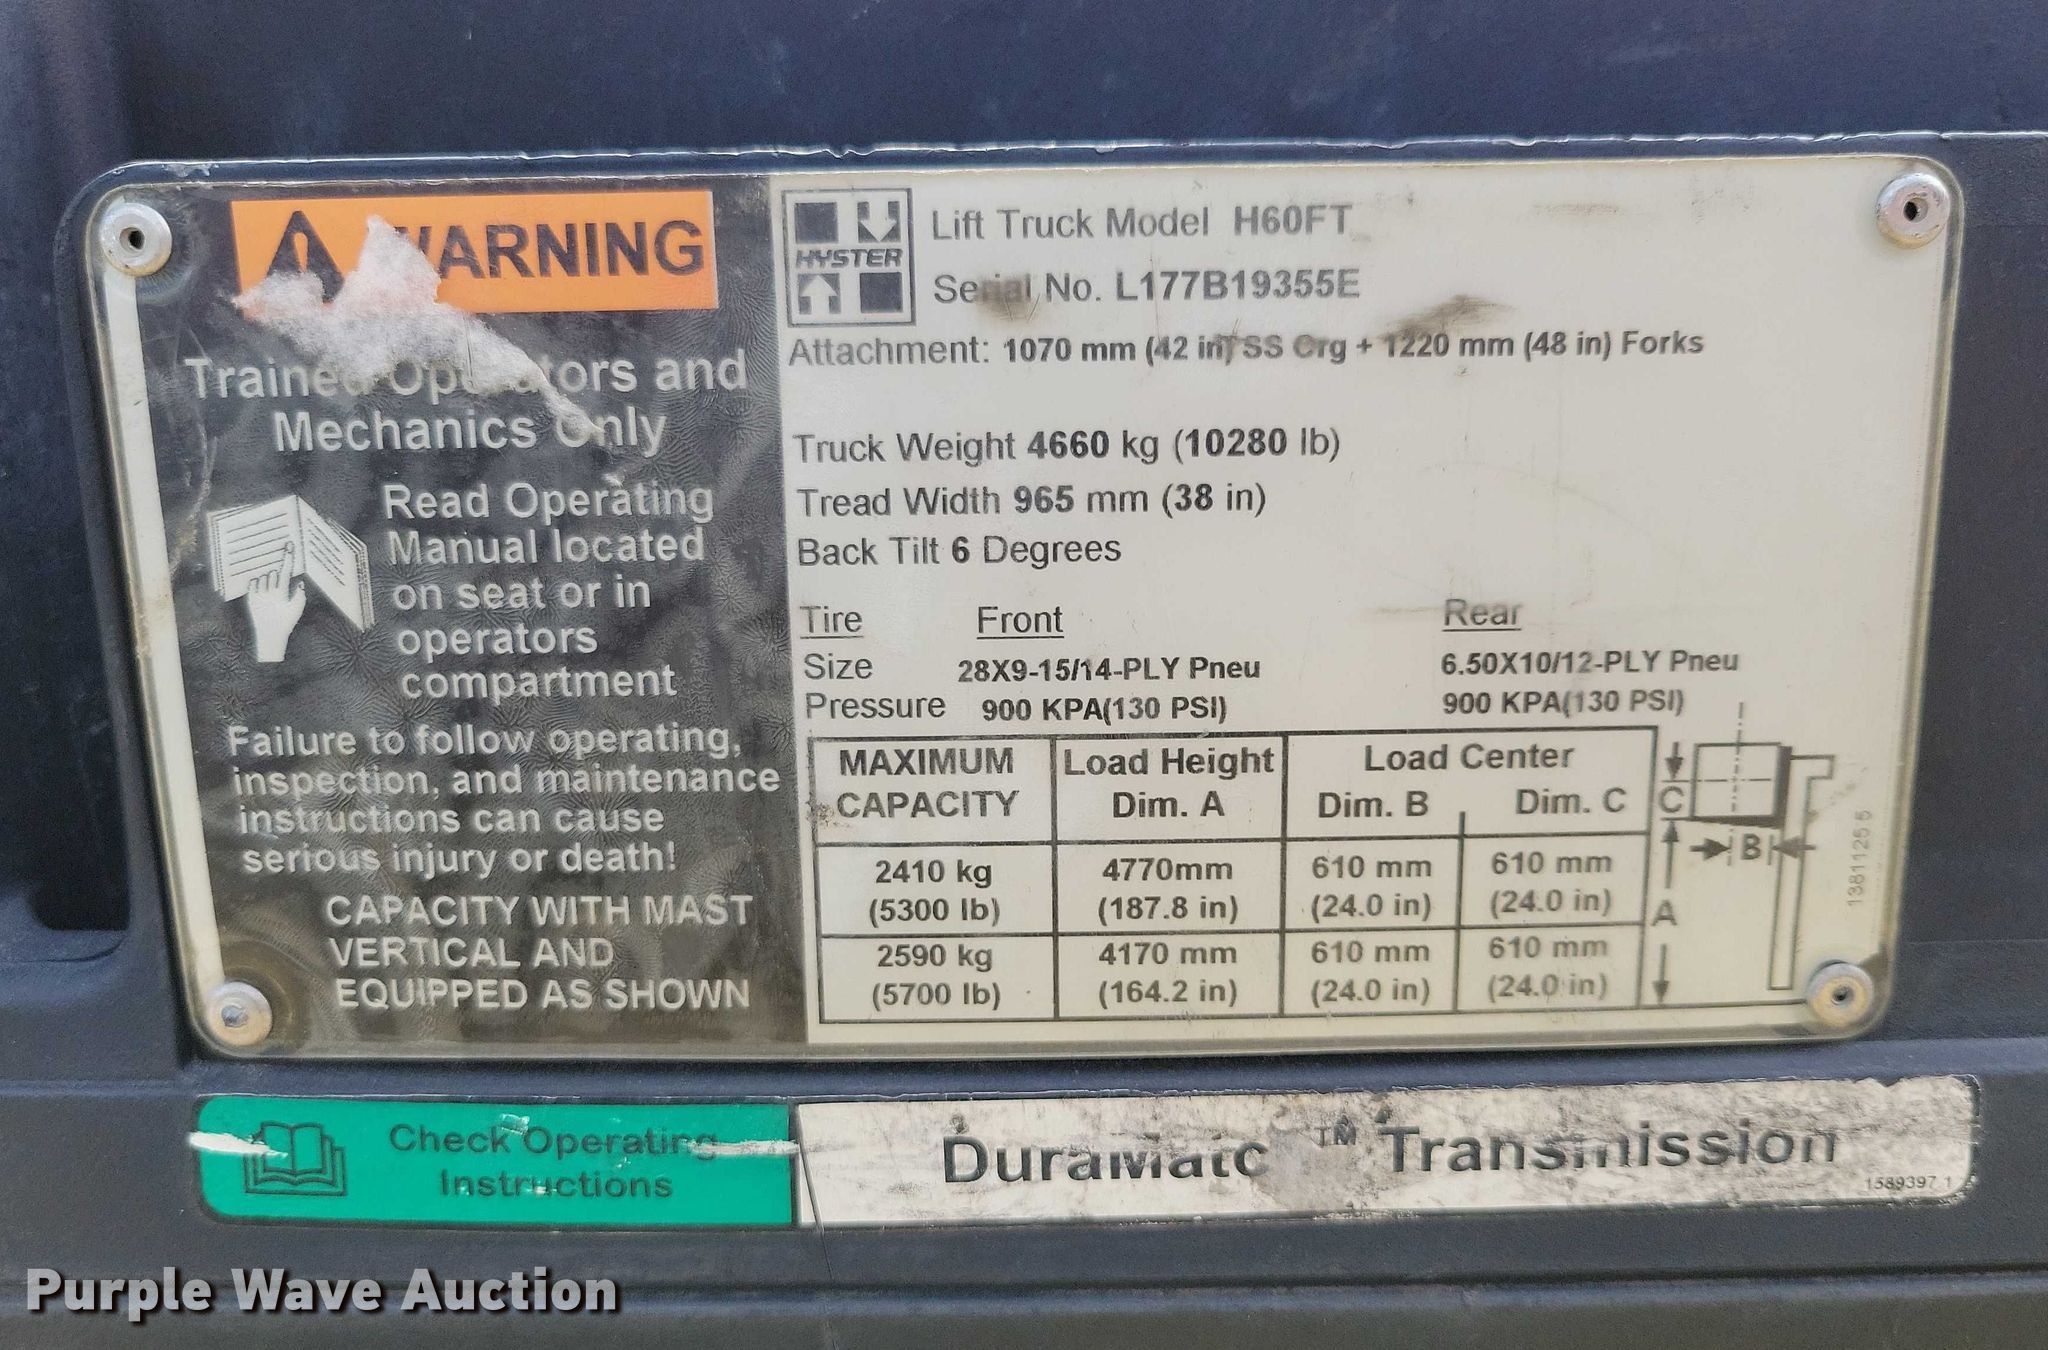 WARNING
Trained Operators and
Mechanics Only
Read Operating
Manual located
on seat or in
operators
compartment
Failure to follow operating,
inspection, and maintenance
instructions can cause
serious injury or death!
CAPACITY WITH MAST
VERTICAL AND
EQUIPPED AS SHOWN
HYSTER
Lift Truck Model H60FT
Serial No. L177B19355E
Attachment: 1070 mm (42 in) SS Crg + 1220 mm (48 in) Forks
Truck Weight 4660 kg (10280 lb)
Tread Width 965 mm (38 in)
Back Tilt 6 Degrees
Tire Front Rear
Size 28X9-15/14-PLY Pneu 6.50X10/12-PLY Pneu
Pressure 900 KPA(130 PSI) 900 KPA(130 PSI)
MAXIMUM Load Height Load Center
CAPACITY Dim. A Dim. B Dim. C
2410 kg 4770mm 610 mm 610 mm
(5300 lb) (187.8 in) (24.0 in) (24.0 in)
2590 kg 4170 mm 610 mm 610 mm
(5700 lb) (164.2 in) (24.0 in) (24.0 in)
C
B
A
13811255
Check Operating
Instructions
DuraMatc ™ Transmission
1589397 1
Purple Wave Auction